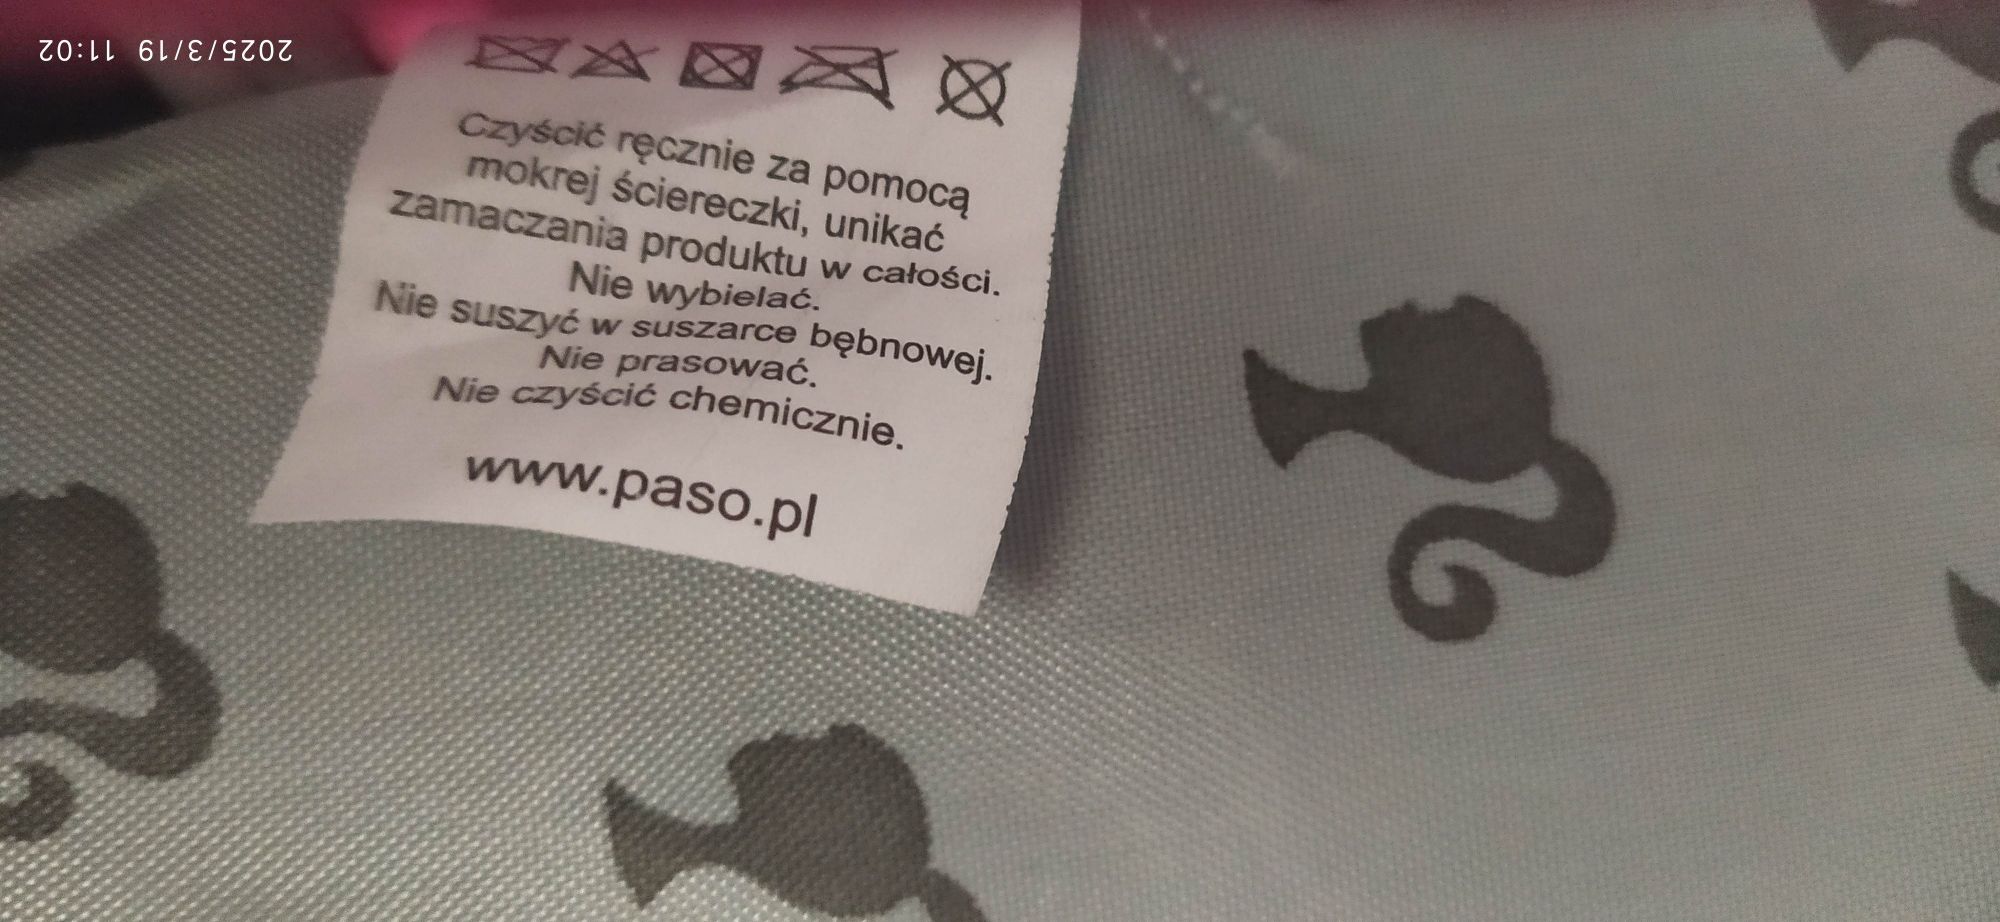 2025/3/19 11:02
Czyścić ręcznie za pomocą
mokrej ściereczki, unikać
zamaczania produktu w całości.
Nie wybielać.
Nie suszyć w suszarce bębnowej.
Nie prasować.
Nie czyścić chemicznie.
www.paso.pl